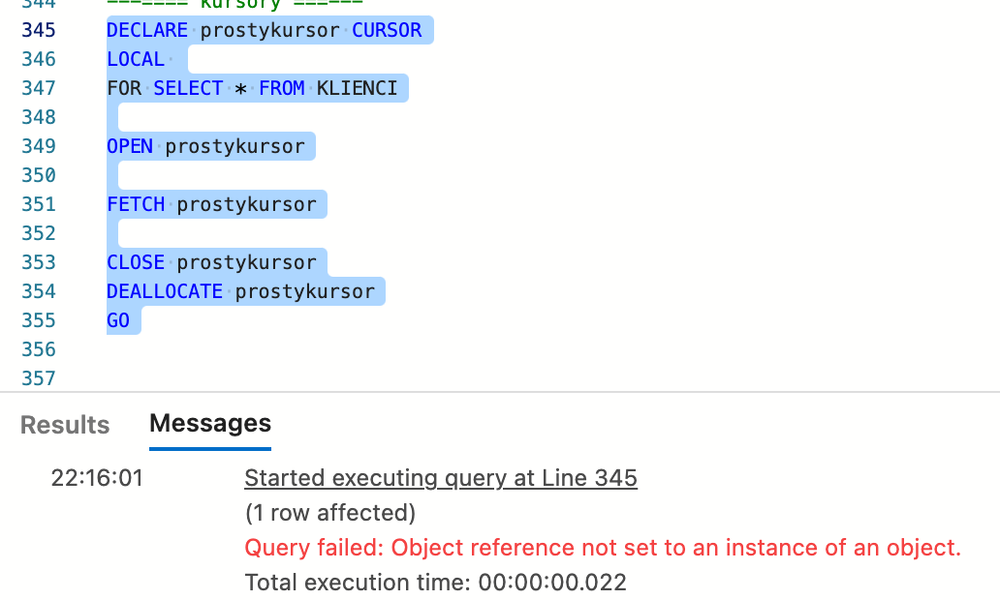 344 --===== kursory ======
345 DECLARE prostykursor CURSOR
346 LOCAL
347 FOR SELECT * FROM KLIENCI
348
349 OPEN prostykursor
350
351 FETCH prostykursor
352
353 CLOSE prostykursor
354 DEALLOCATE prostykursor
355 GO
356
357
Results Messages
22:16:01 Started executing query at Line 345
(1 row affected)
Query failed: Object reference not set to an instance of an object.
Total execution time: 00:00:00.022